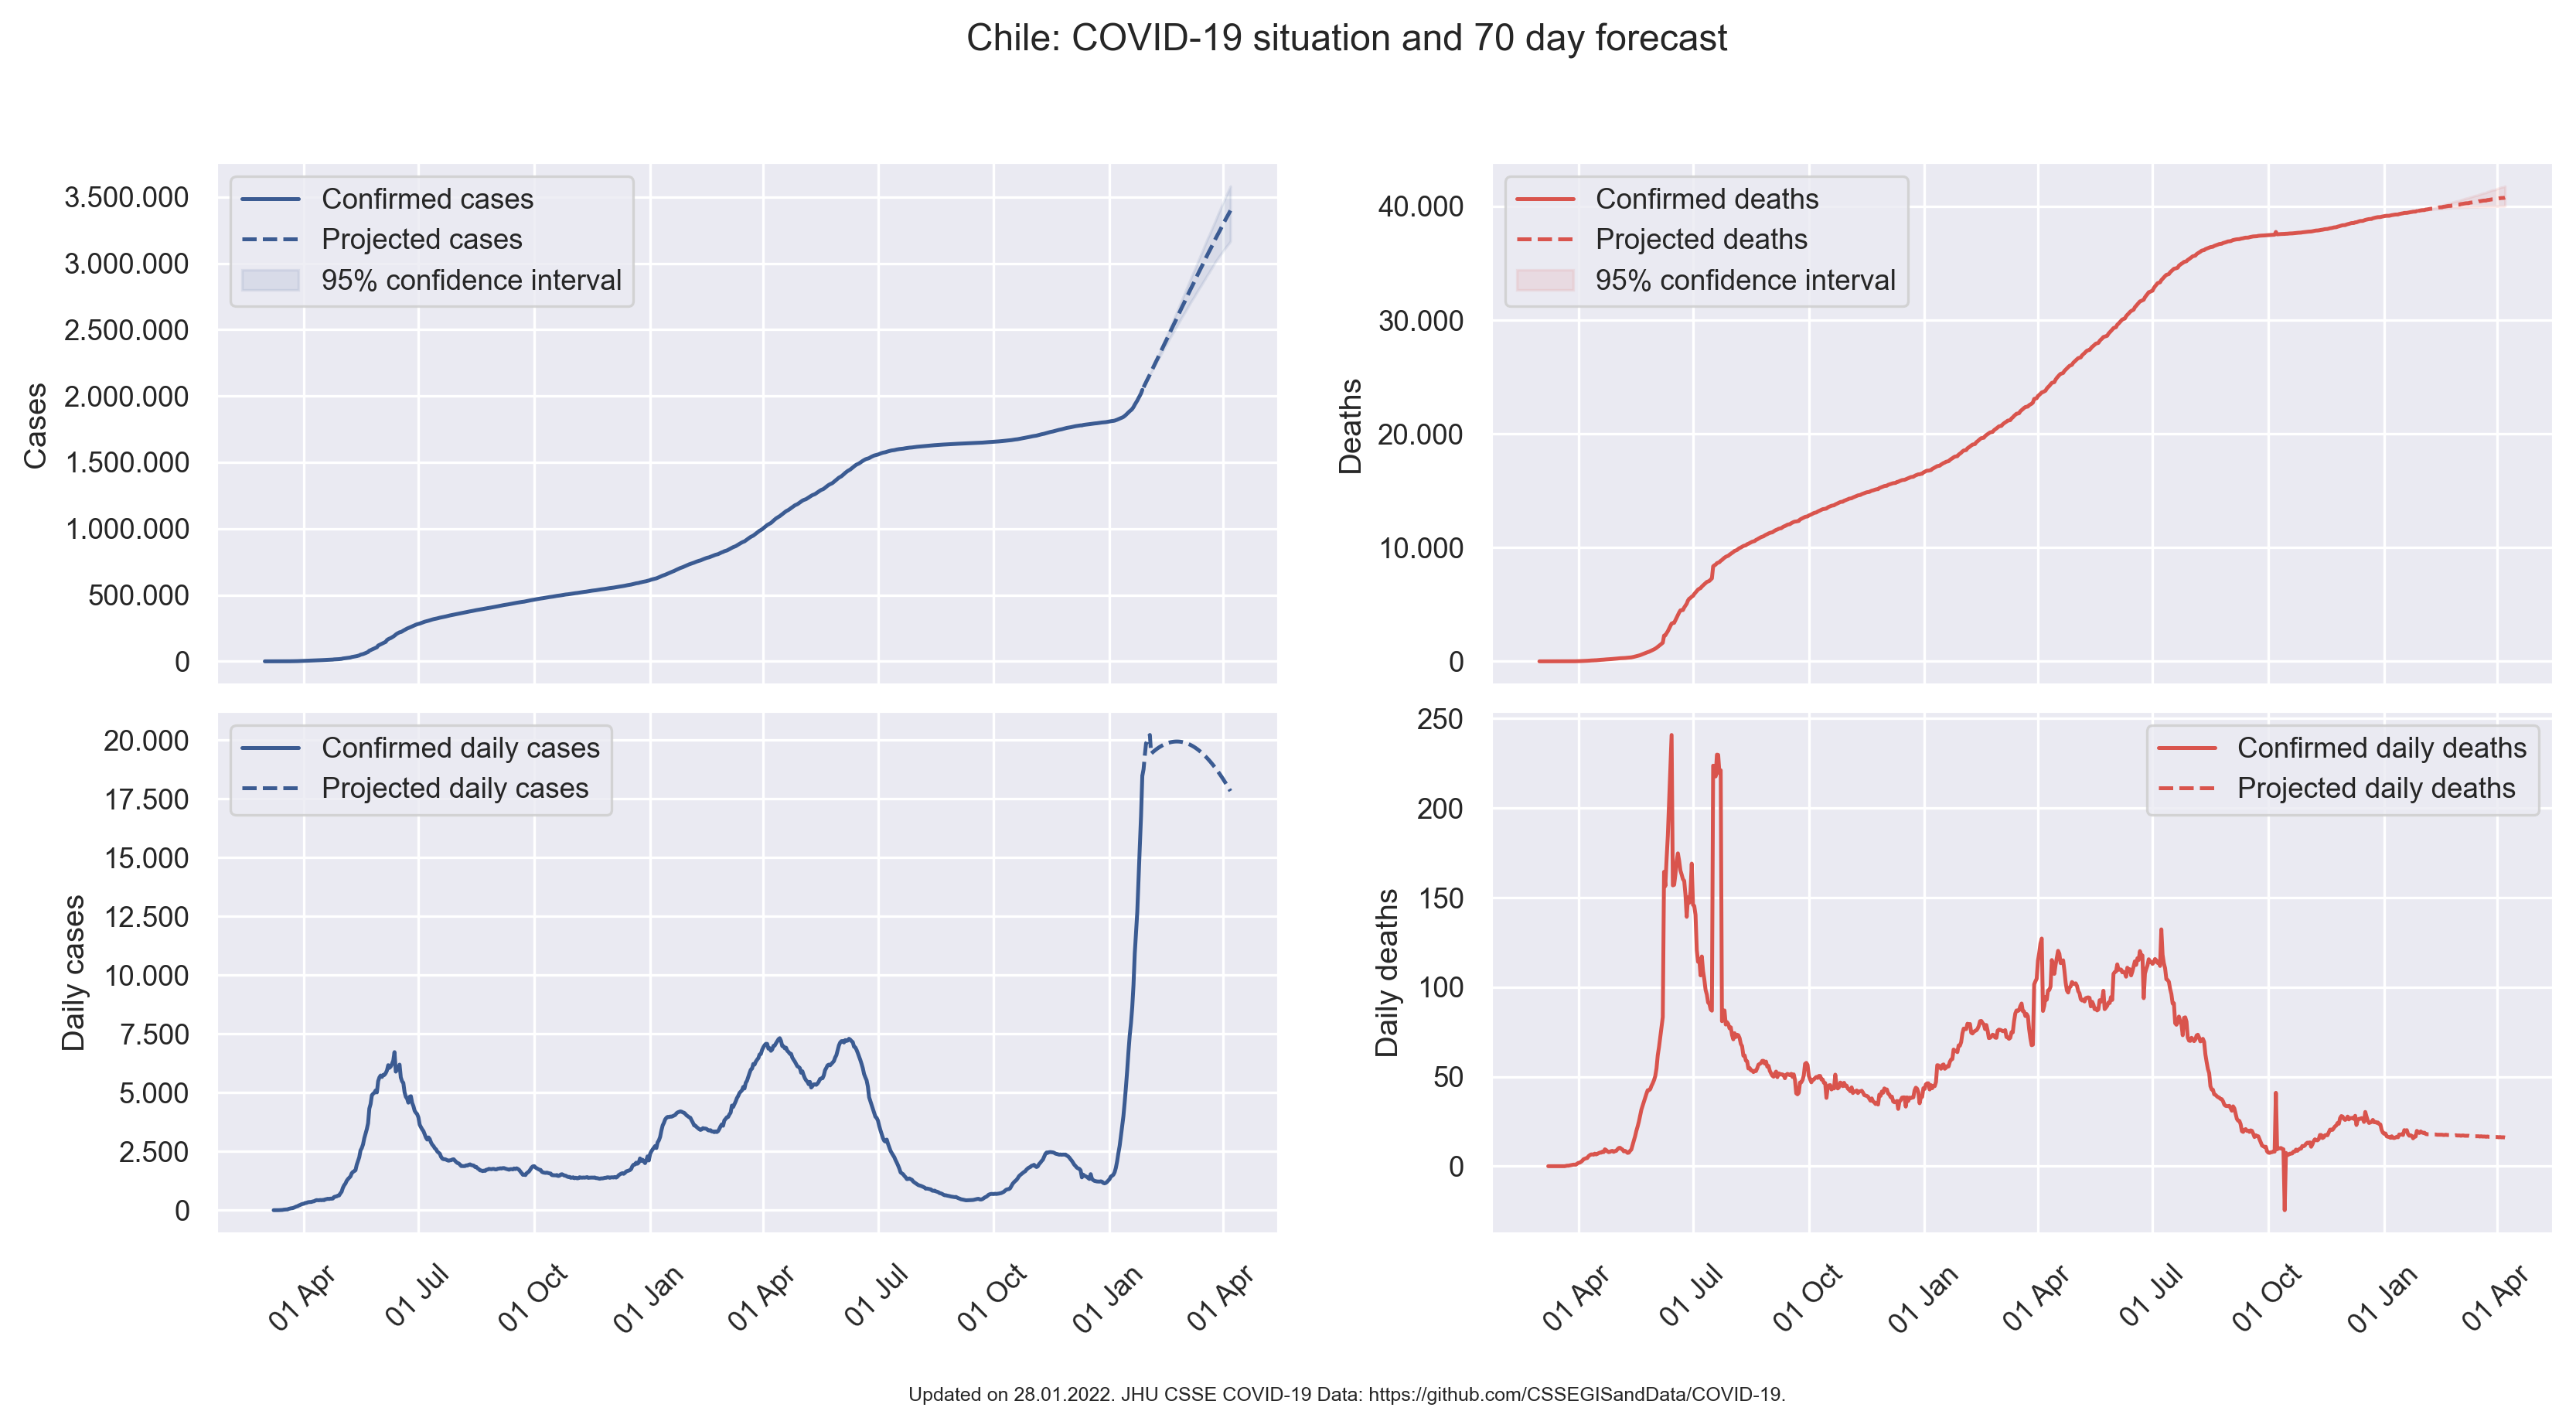 Chile: COVID-19 situation and 70 day forecast
Confirmed cases
Projected cases
95% confidence interval
Cases
3.500.000
3.000.000
2.500.000
2.000.000
1.500.000
1.000.000
500.000
0
Confirmed deaths
Projected deaths
95% confidence interval
Deaths
40.000
30.000
20.000
10.000
0
Confirmed daily cases
Projected daily cases
Daily cases
20.000
17.500
15.000
12.500
10.000
7.500
5.000
2.500
0
01 Apr
01 Jul
01 Oct
01 Jan
01 Apr
01 Jul
01 Oct
01 Jan
01 Apr
Confirmed daily deaths
Projected daily deaths
Daily deaths
250
200
150
100
50
0
01 Apr
01 Jul
01 Oct
01 Jan
01 Apr
01 Jul
01 Oct
01 Jan
01 Apr
Updated on 28.01.2022. JHU CSSE COVID-19 Data: https://github.com/CSSEGISandData/COVID-19.